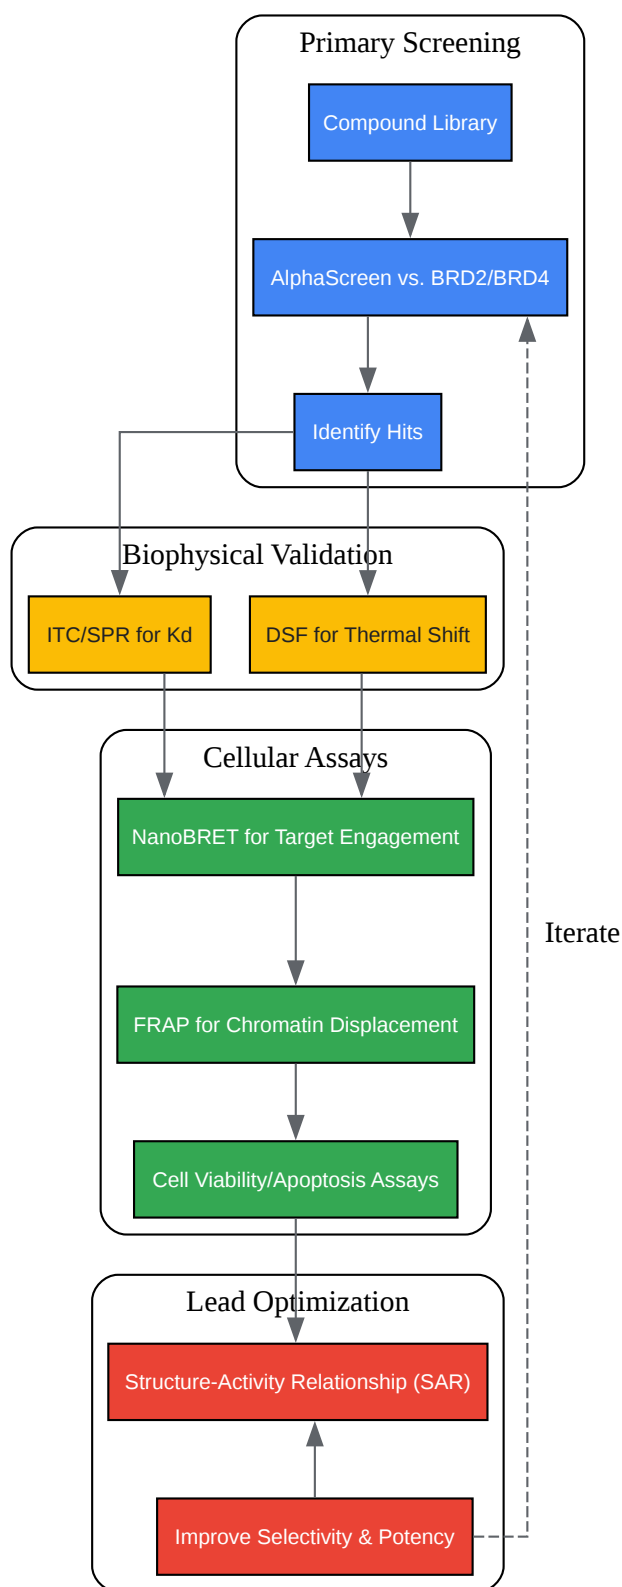 Primary Screening
Compound Library
AlphaScreen vs. BRD2/BRD4
Identify Hits
Biophysical Validation
ITC/SPR for Kd
DSF for Thermal Shift
Cellular Assays
NanoBRET for Target Engagement
Iterate
FRAP for Chromatin Displacement
Cell Viability/Apoptosis Assays
Lead Optimization
Structure-Activity Relationship (SAR)
Improve Selectivity & Potency